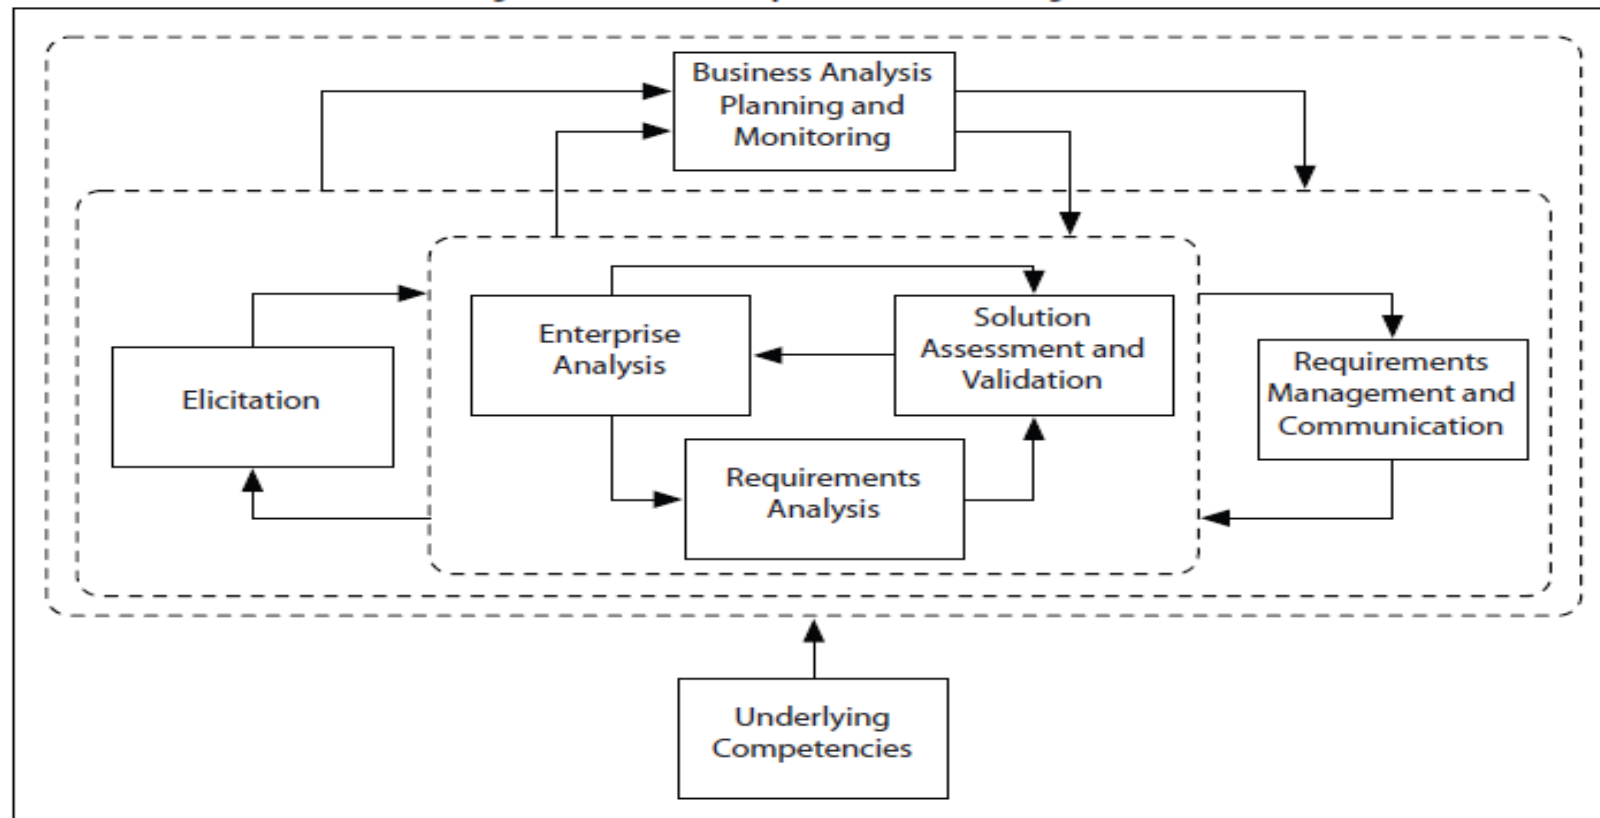 Business Analysis
Planning and
Monitoring
Enterprise
Analysis
Solution
Assessment and
Validation
Elicitation
Requirements
Management and
Communication
Requirements
Analysis
Underlying
Competencies